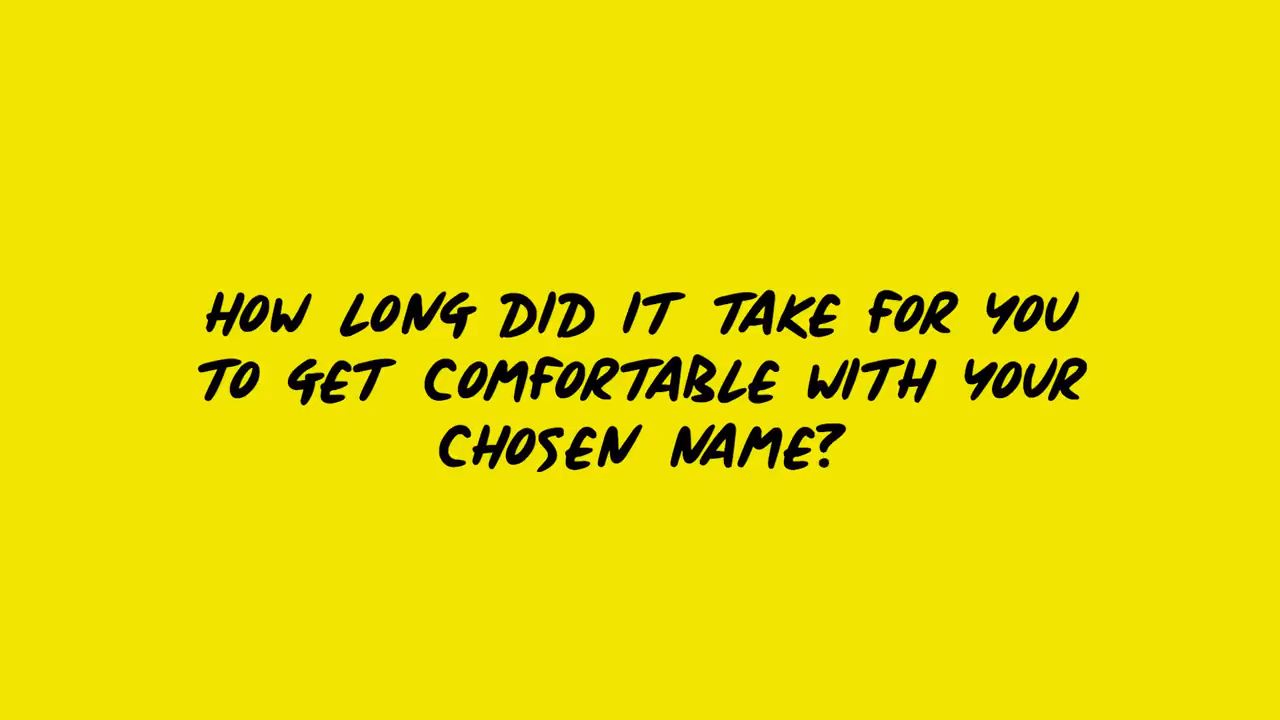 HOW LONG DID IT TAKE FOR YOU
TO GET COMFORTABLE WITH YOUR
CHOSEN NAME?